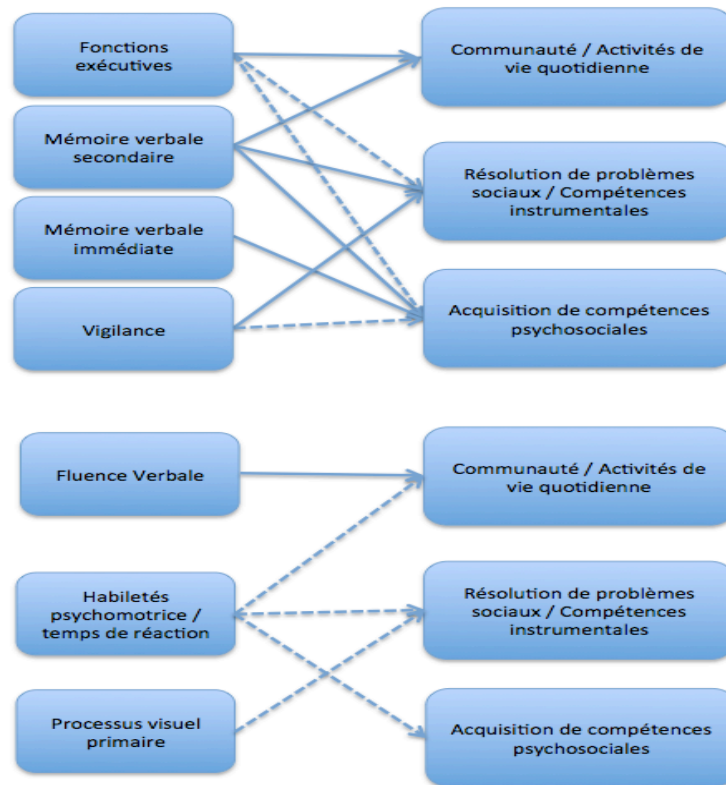 Fonctions
exécutives
Communauté / Activités de
vie quotidienne
Mémoire verbale
secondaire
Résolution de problèmes
sociaux / Compétences
instrumentales
Mémoire verbale
immédiate
Vigilance
Acquisition de compétences
psychosociales
Fluence Verbale
Communauté / Activités de
vie quotidienne
Habiletés
psychomotrice /
temps de réaction
Résolution de problèmes
sociaux / Compétences
instrumentales
Processus visuel
primaire
Acquisition de compétences
psychosociales